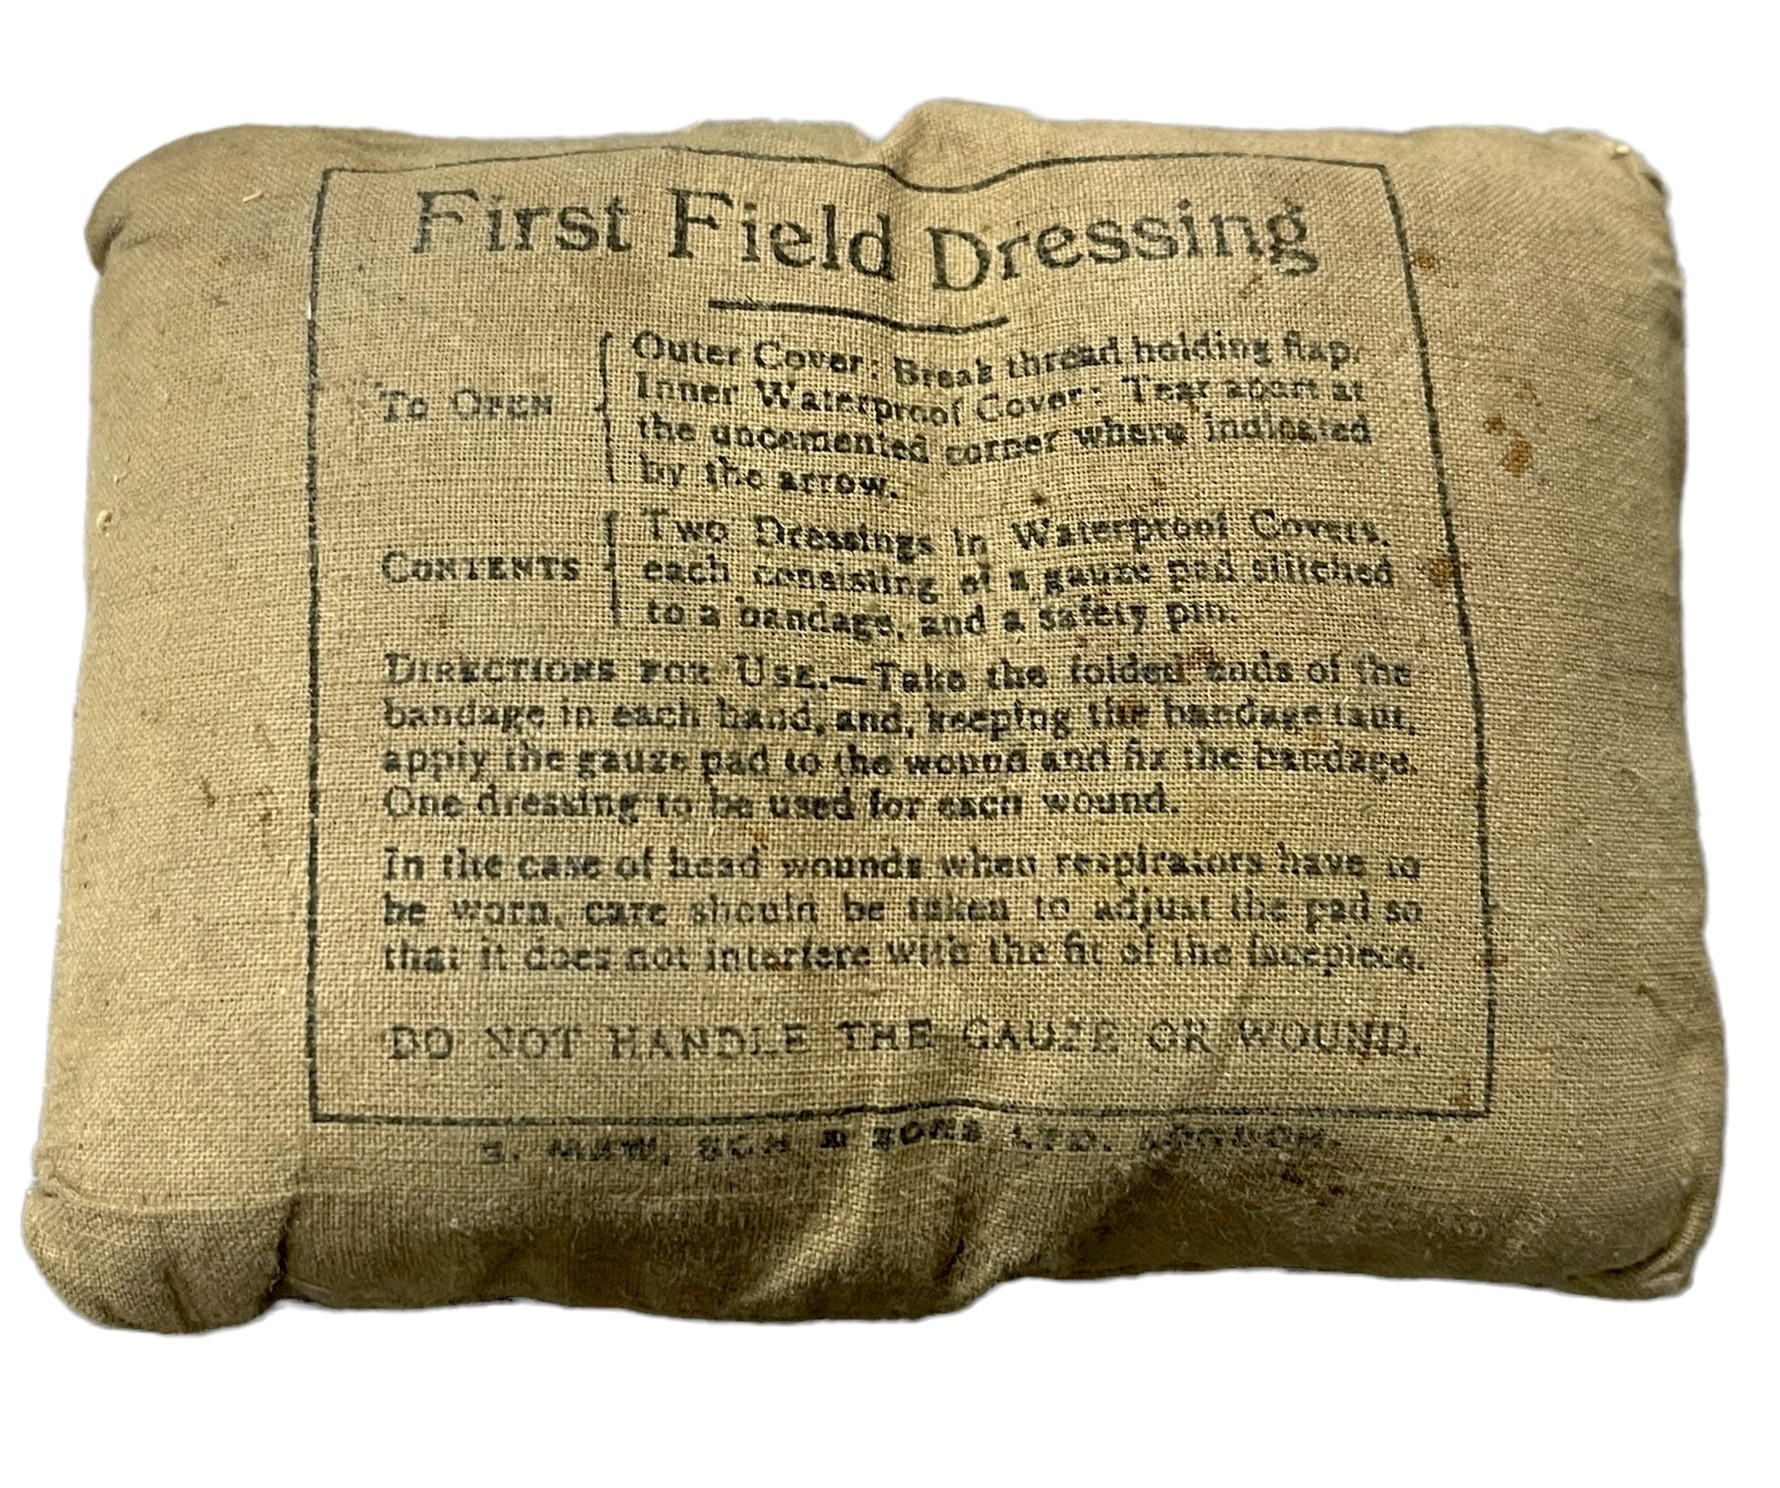 First Field Dressing
To Open
Outer Cover: Break thread holding flap.
Inner Waterproof Cover: Tear apart at
the uncemented corner where indicated
by the arrow.
Contents
Two Dressings in Waterproof Covers,
each consisting of a gauze pad stitched
to a bandage, and a safety pin.
Directions for Use.—Take the folded ends of the
bandage in each hand, and, keeping the bandage taut,
apply the gauze pad to the wound and fix the bandage.
One dressing to be used for each wound.
In the case of head wounds when respirators have to
be worn, care should be taken to adjust the pad so
that it does not interfere with the fit of the facepiece.
DO NOT HANDLE THE GAUZE OR WOUND.
S. MAW, SON & SONS LTD. LONDON.